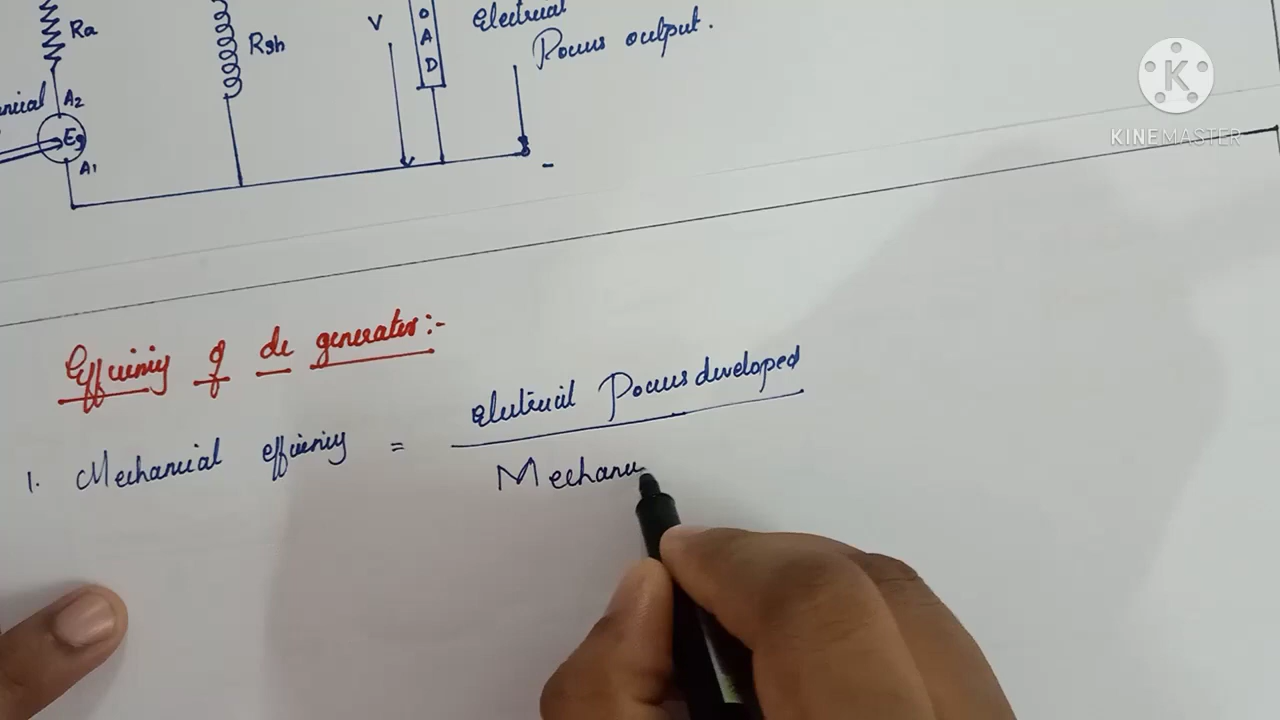 Ra
Rsh
V
O
A
D
Electrical
Power output.
A2
Eg
A1
-
K
KINEMASTER
Efficiency of dc generator:-
Electrical Power developed
1. Mechanical efficiency =
Mechani